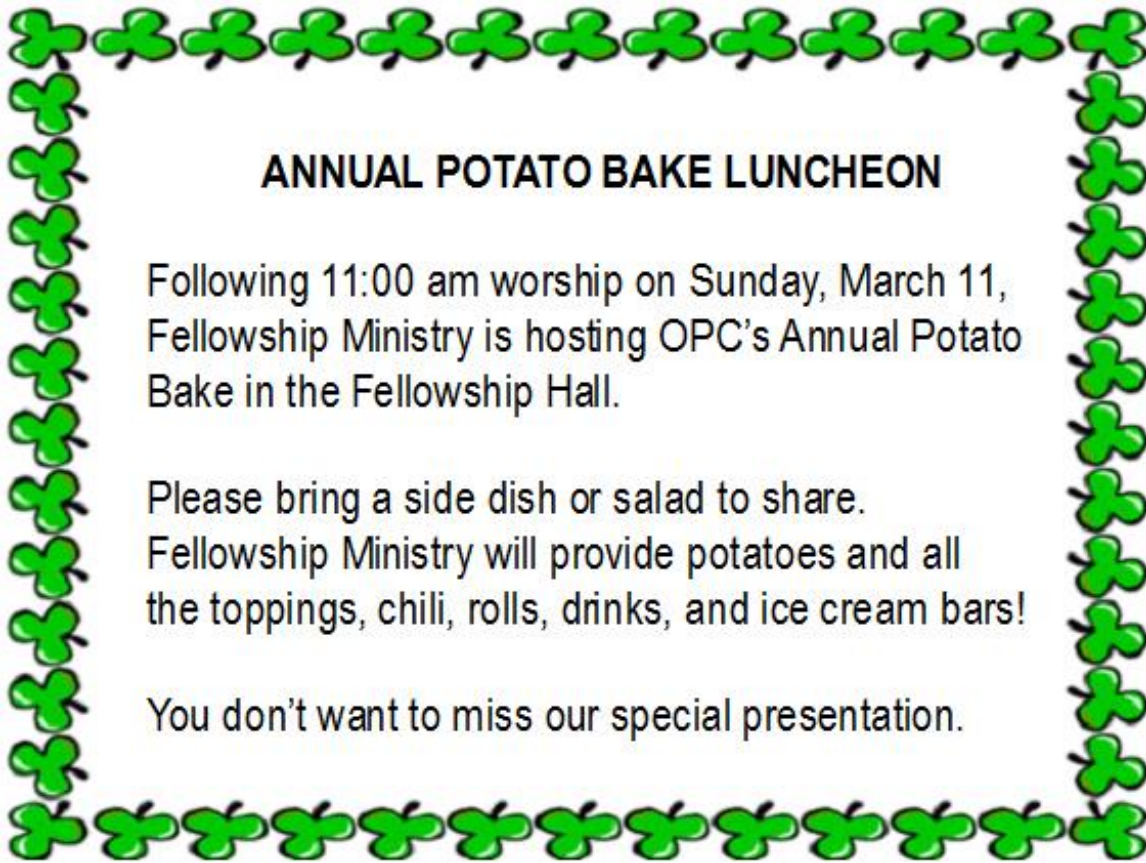 ANNUAL POTATO BAKE LUNCHEON
Following 11:00 am worship on Sunday, March 11,
Fellowship Ministry is hosting OPC’s Annual Potato
Bake in the Fellowship Hall.
Please bring a side dish or salad to share.
Fellowship Ministry will provide potatoes and all
the toppings, chili, rolls, drinks, and ice cream bars!
You don’t want to miss our special presentation.